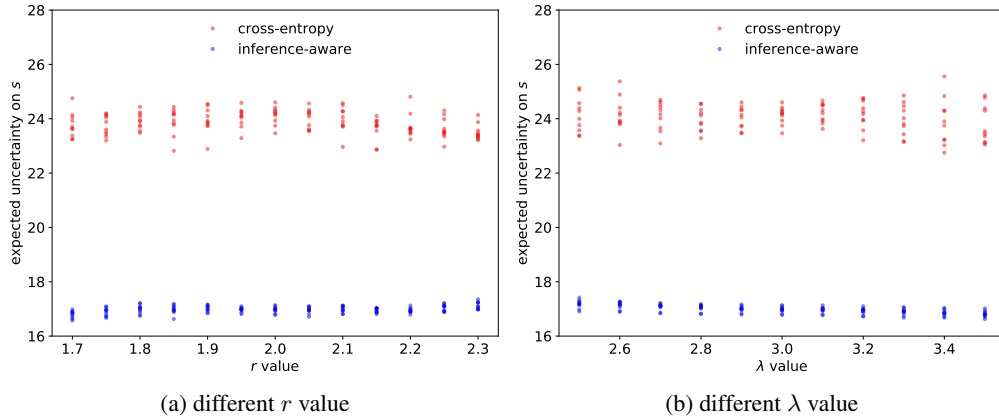 28
26
24
22
20
18
16
expected uncertainty on s
cross-entropy
inference-aware
1.7 1.8 1.9 2.0 2.1 2.2 2.3
r value
(a) different r value
28
26
24
22
20
18
16
expected uncertainty on s
cross-entropy
inference-aware
2.6 2.8 3.0 3.2 3.4
λ value
(b) different λ value